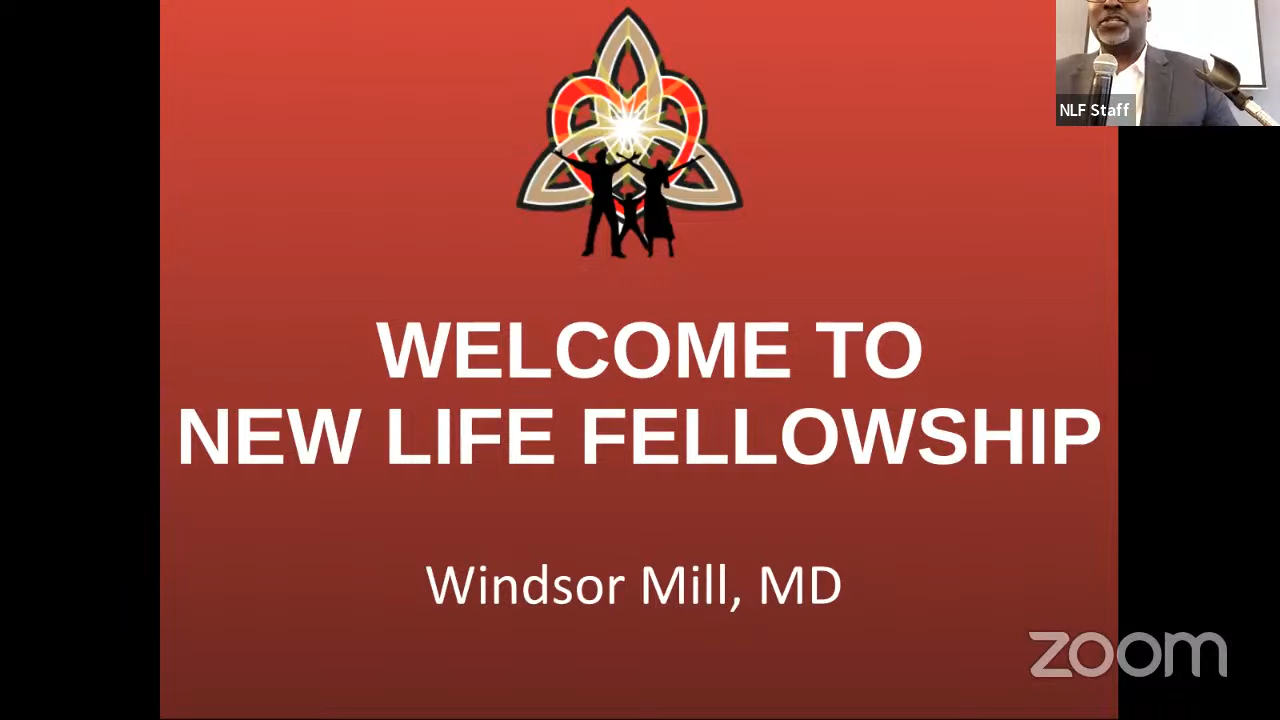 NLF Staff
WELCOME TO
NEW LIFE FELLOWSHIP
Windsor Mill, MD
zoom